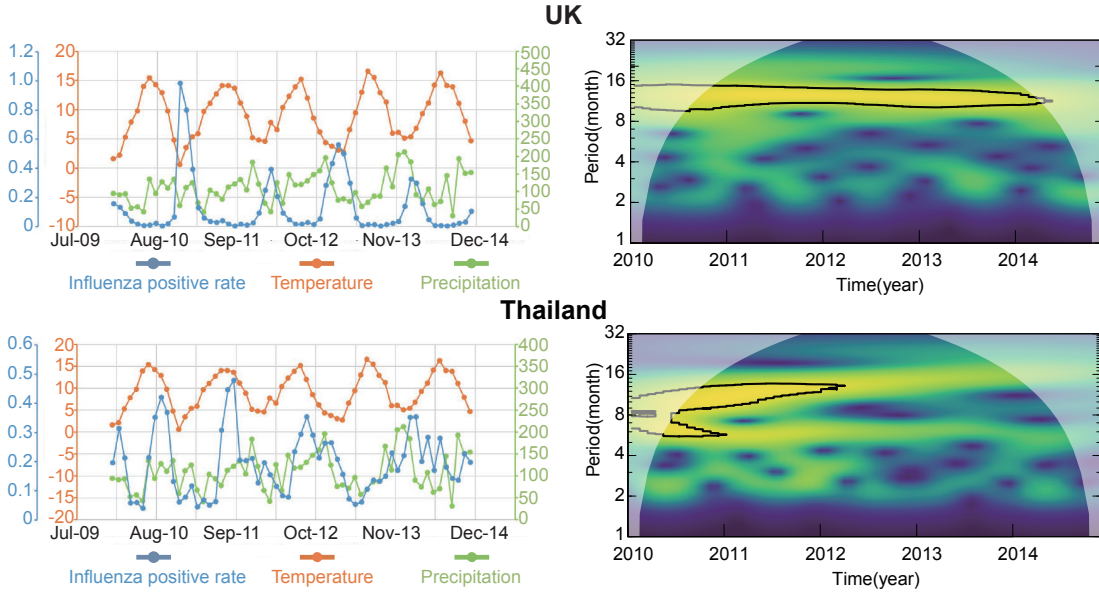 UK
1.2 20 500
1.0 15 450
0.8 10 400
0.6 5 350
0.4 0 300
0.2 -5 250
0 -10 200
150
100
50
0
Jul-09 Aug-10 Sep-11 Oct-12 Nov-13 Dec-14
Influenza positive rate Temperature Precipitation
32
16
8
4
2
1
Period(month)
2010 2011 2012 2013 2014
Time(year)
Thailand
0.6 20 400
0.5 15 350
0.4 10 300
0.3 5 250
0.2 0 200
0.1 -5 150
0 -10 100
-15 50
-20 0
Jul-09 Aug-10 Sep-11 Oct-12 Nov-13 Dec-14
Influenza positive rate Temperature Precipitation
32
16
8
4
2
1
Period(month)
2010 2011 2012 2013 2014
Time(year)